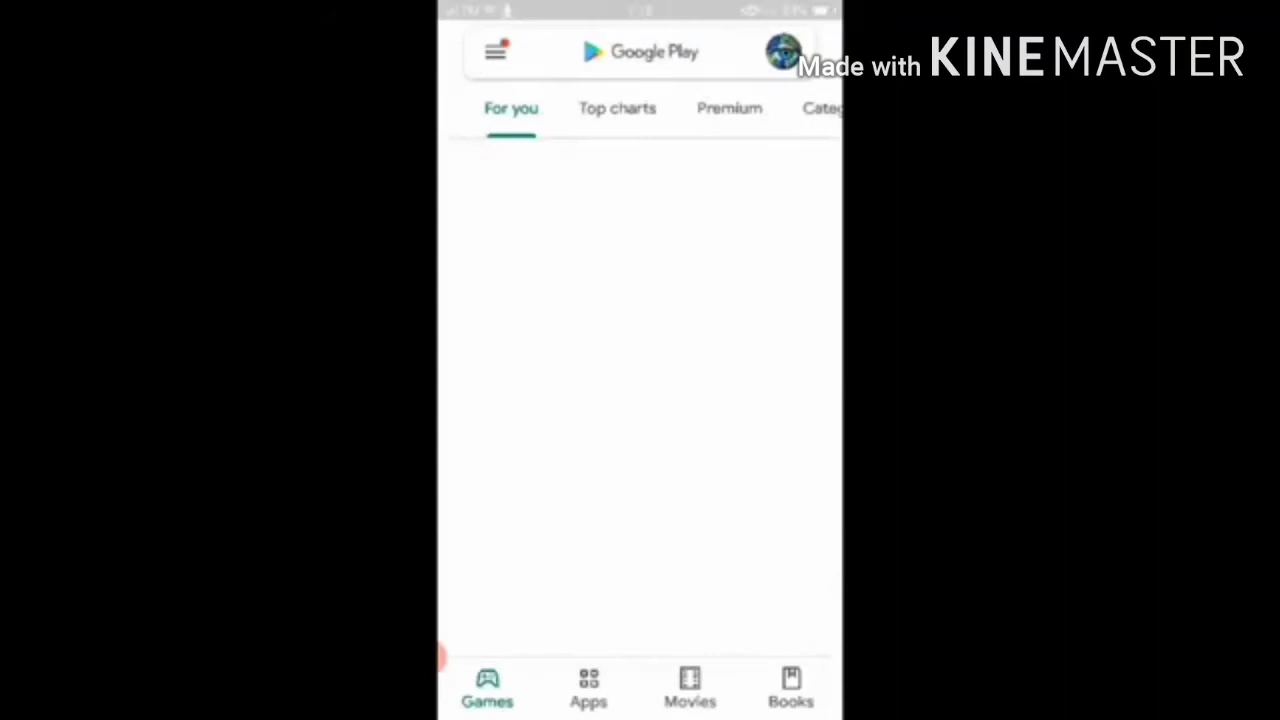 Google Play
Made with KINEMASTER
For you Top charts Premium Categ
Games Apps Movies Books